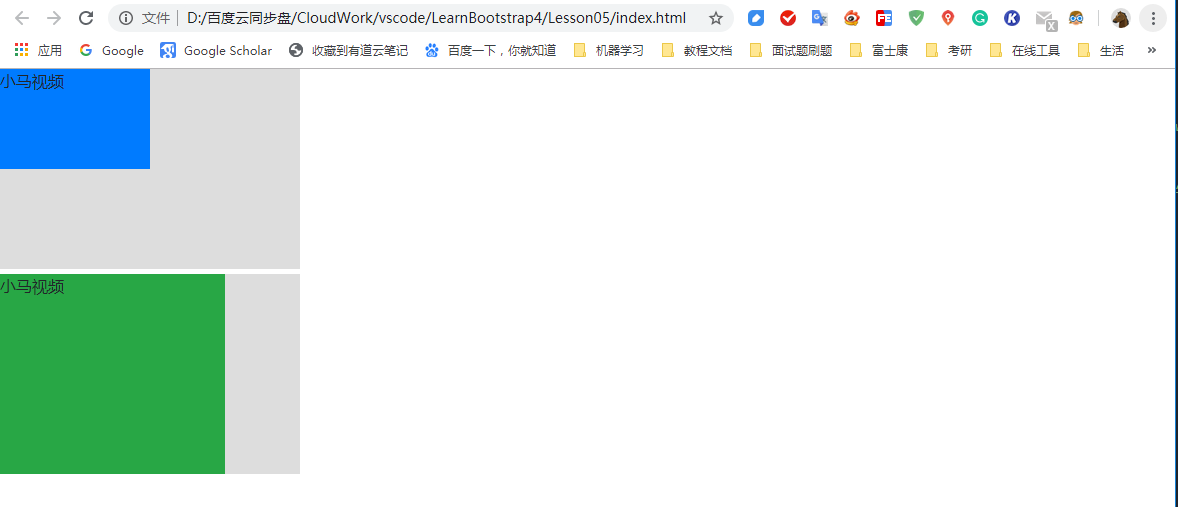 文件 D:/百度云同步盘/CloudWork/vscode/LearnBootstrap4/Lesson05/index.html
应用 Google Google Scholar 收藏到有道云笔记 百度一下，你就知道 机器学习 教程文档 面试题刷题 富士康 考研 在线工具 生活 »
小马视频
小马视频